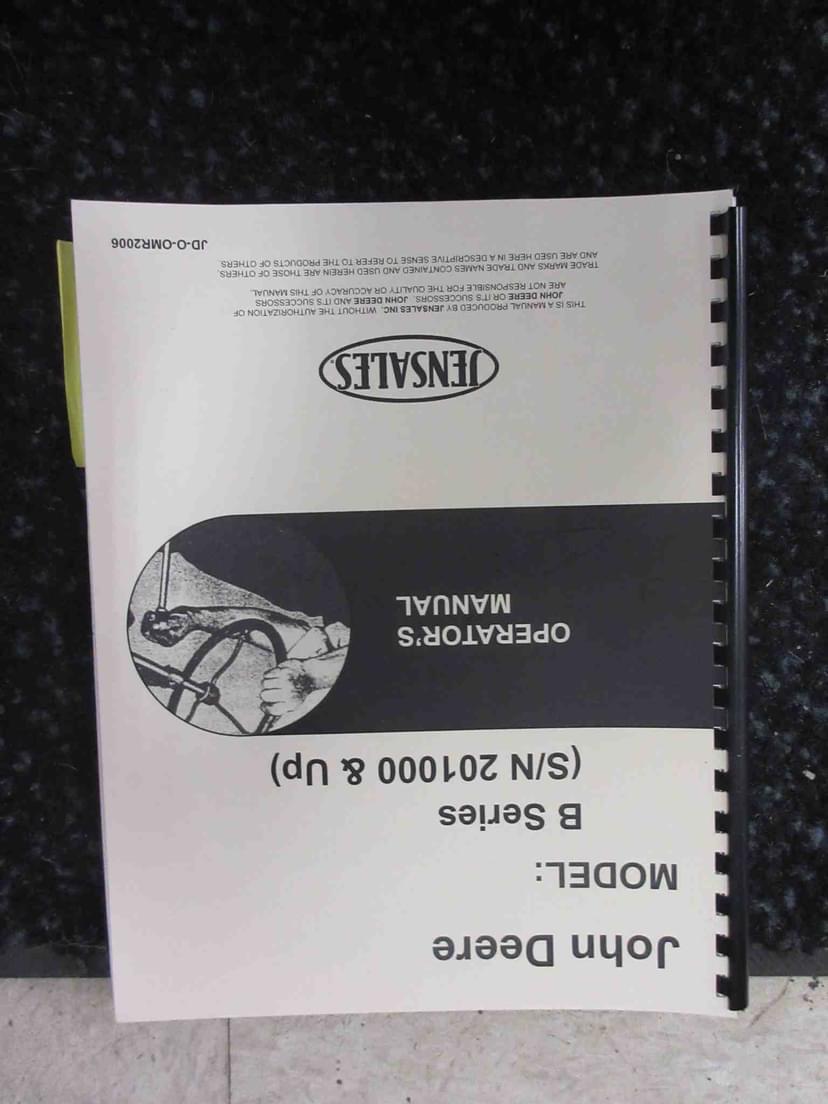 John Deere
MODEL:
B Series
(S/N 201000 & Up)
OPERATOR'S
MANUAL
JENSALES®
THIS IS A MANUAL PRODUCED BY JENSALES INC. WITHOUT THE AUTHORIZATION OF
JOHN DEERE OR IT'S SUCCESSORS. JOHN DEERE AND IT'S SUCCESSORS
ARE NOT RESPONSIBLE FOR THE QUALITY OR ACCURACY OF THIS MANUAL.
TRADE MARKS AND TRADE NAMES CONTAINED AND USED HEREIN ARE THOSE OF OTHERS,
AND ARE USED HERE IN A DESCRIPTIVE SENSE TO REFER TO THE PRODUCTS OF OTHERS.
JD-O-OMR2006